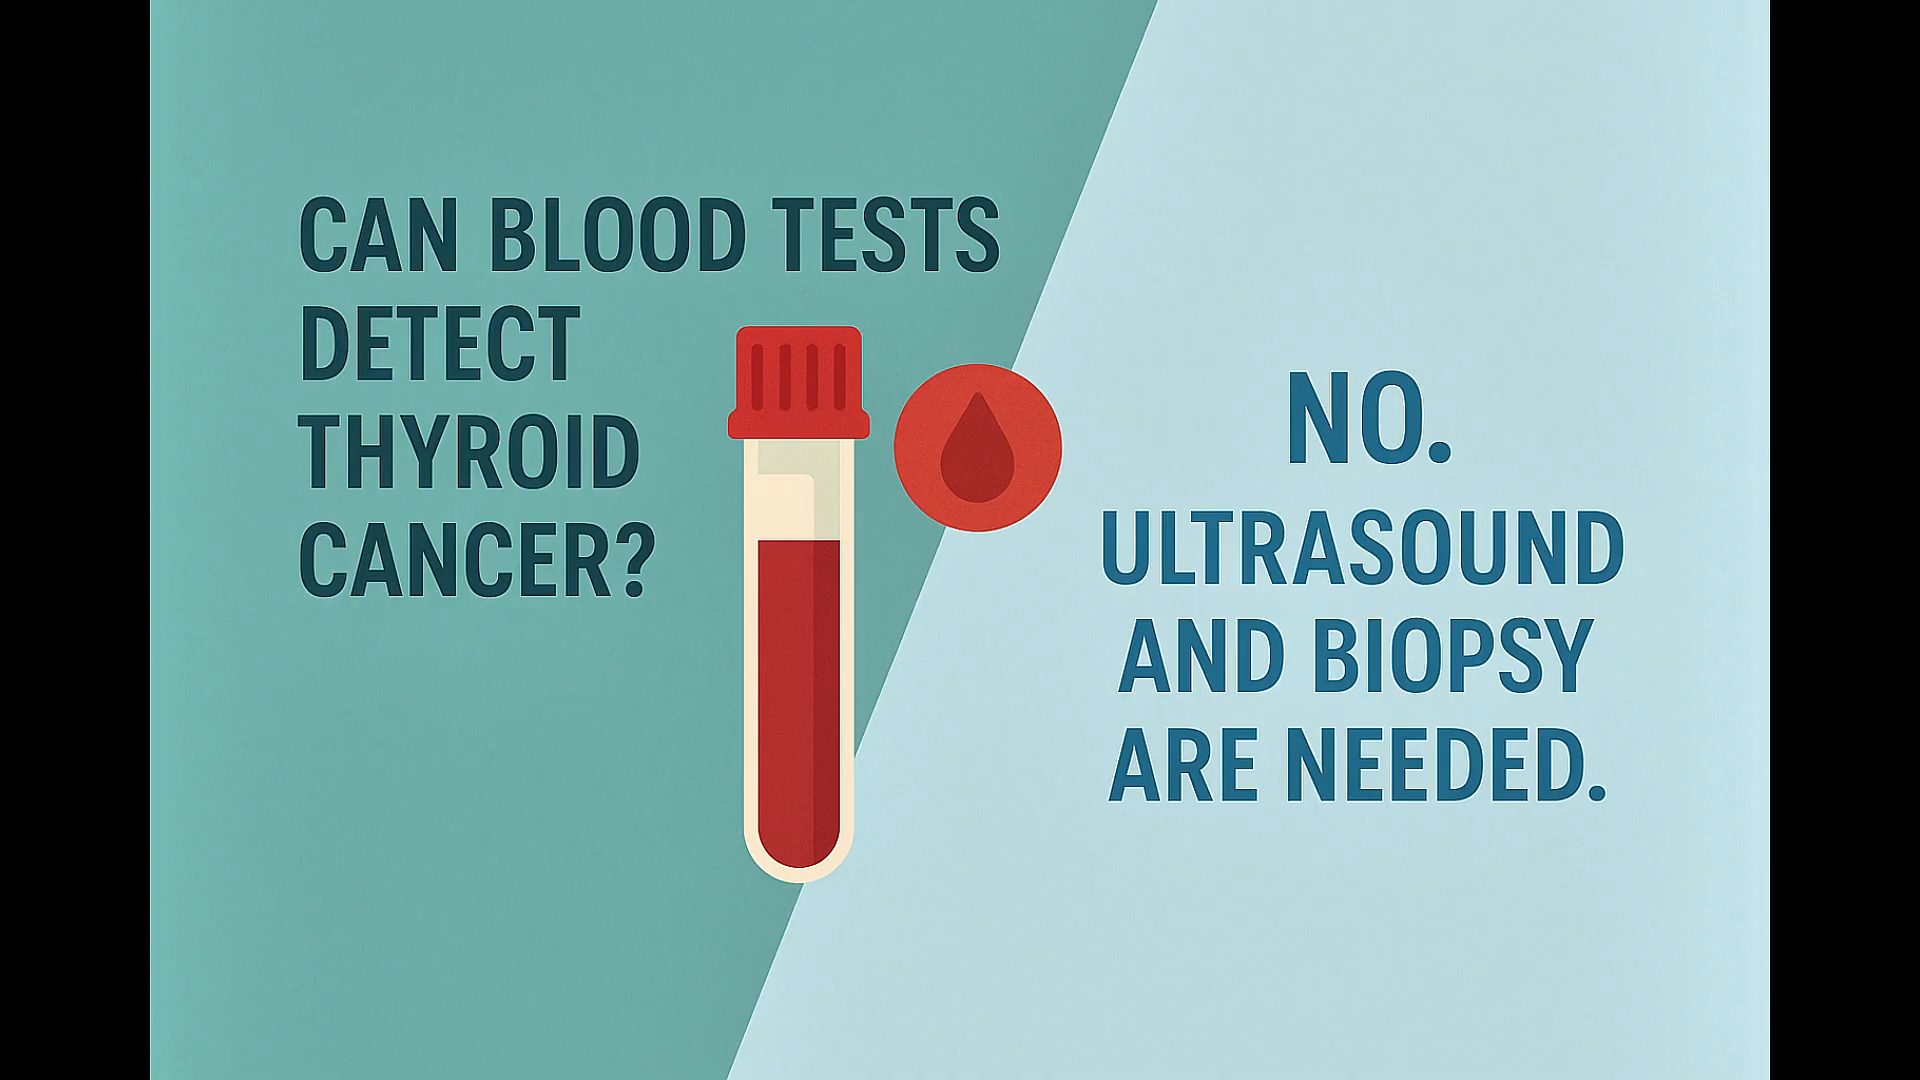 CAN BLOOD TESTS
DETECT
THYROID
CANCER?
NO.
ULTRASOUND
AND BIOPSY
ARE NEEDED.